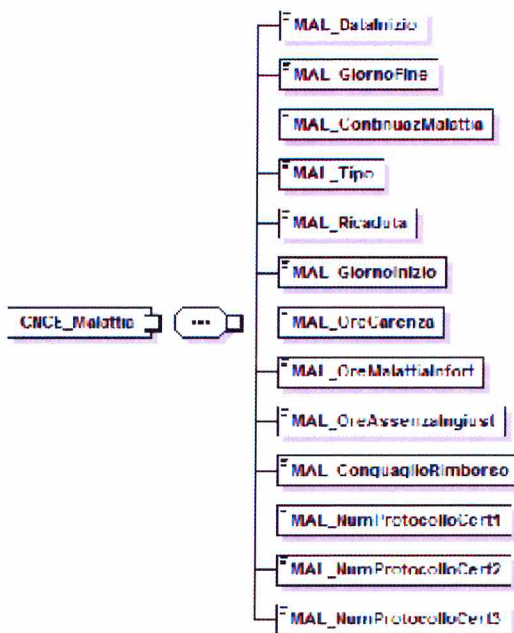 MAL_DataInizio
MAL_GiornoFine
MAL_ContinuazMalattia
MAL_Tipo
MAL_Ricaduta
MAL_GiornoInizio
CNCE_Malattia
MAL_OreCarenza
MAL_OreMalattiaInfort
MAL_OreAssenzaIngiust
MAL_ConguaglioRimborso
MAL_NumProtocolloCert1
MAL_NumProtocolloCert2
MAL_NumProtocolloCert3